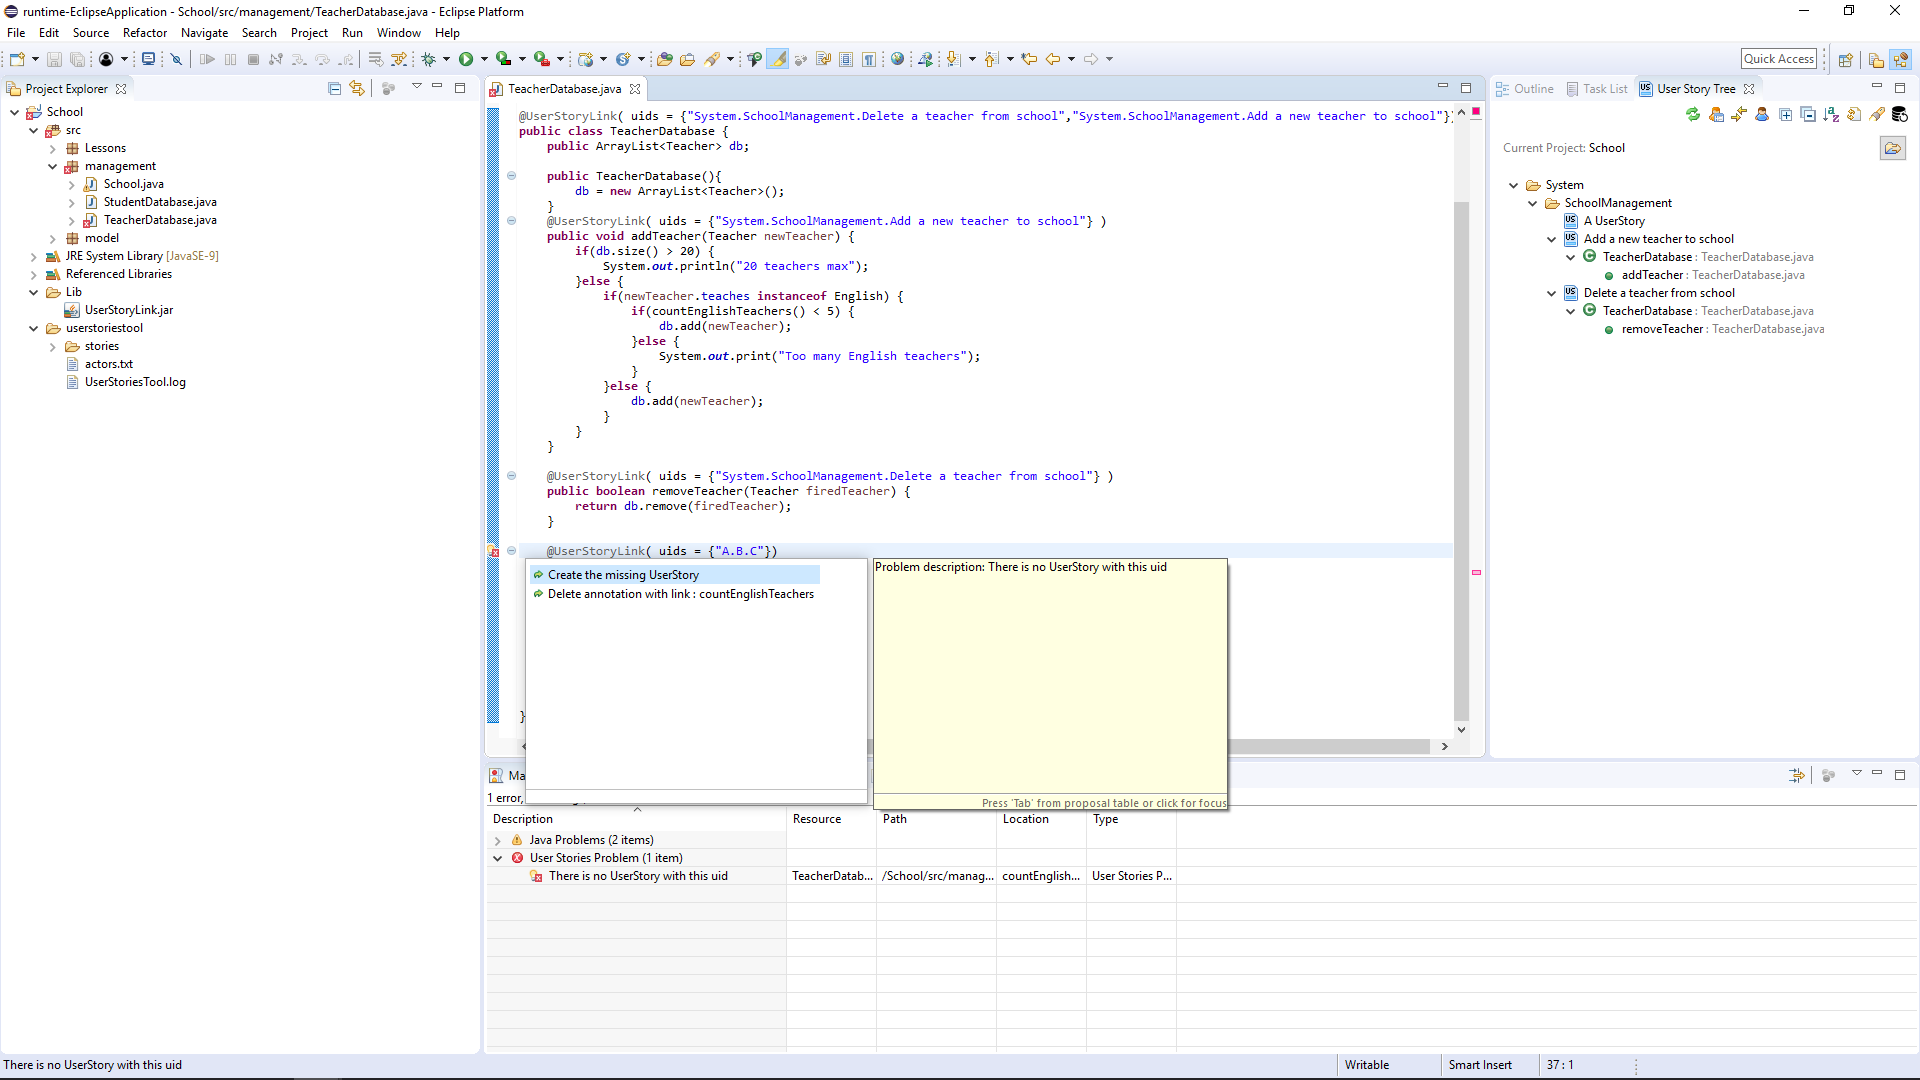 runtime-EclipseApplication - School/src/management/TeacherDatabase.java - Eclipse Platform
File Edit Source Refactor Navigate Search Project Run Window Help
Quick Access
Project Explorer
School
src
Lessons
management
School.java
StudentDatabase.java
TeacherDatabase.java
model
JRE System Library [JavaSE-9]
Referenced Libraries
Lib
UserStoryLink.jar
userstoriestool
stories
actors.txt
UserStoriesTool.log
TeacherDatabase.java
@UserStoryLink( uids = {"System.SchoolManagement.Delete a teacher from school","System.SchoolManagement.Add a new teacher to school"})
public class TeacherDatabase {
public ArrayList<Teacher> db;
public TeacherDatabase(){
db = new ArrayList<Teacher>();
}
@UserStoryLink( uids = {"System.SchoolManagement.Add a new teacher to school"} )
public void addTeacher(Teacher newTeacher) {
if(db.size() > 20) {
System.out.println("20 teachers max");
}else {
if(newTeacher.teaches instanceof English) {
if(countEnglishTeachers() < 5) {
db.add(newTeacher);
}else {
System.out.print("Too many English teachers");
}
}else {
db.add(newTeacher);
}
}
}
@UserStoryLink( uids = {"System.SchoolManagement.Delete a teacher from school"} )
public boolean removeTeacher(Teacher firedTeacher) {
return db.remove(firedTeacher);
}
@UserStoryLink( uids = {"A.B.C"})
Create the missing UserStory
Delete annotation with link : countEnglishTeachers
Problem description: There is no UserStory with this uid
Press 'Tab' from proposal table or click for focus
}
Outline Task List User Story Tree
Current Project: School
System
SchoolManagement
US A UserStory
US Add a new teacher to school
TeacherDatabase : TeacherDatabase.java
addTeacher : TeacherDatabase.java
US Delete a teacher from school
TeacherDatabase : TeacherDatabase.java
removeTeacher : TeacherDatabase.java
Ma
1 error,
Description Resource Path Location Type
Java Problems (2 items)
User Stories Problem (1 item)
There is no UserStory with this uid TeacherDatab... /School/src/manag... countEnglish... User Stories P...
There is no UserStory with this uid
Writable Smart Insert 37 : 1